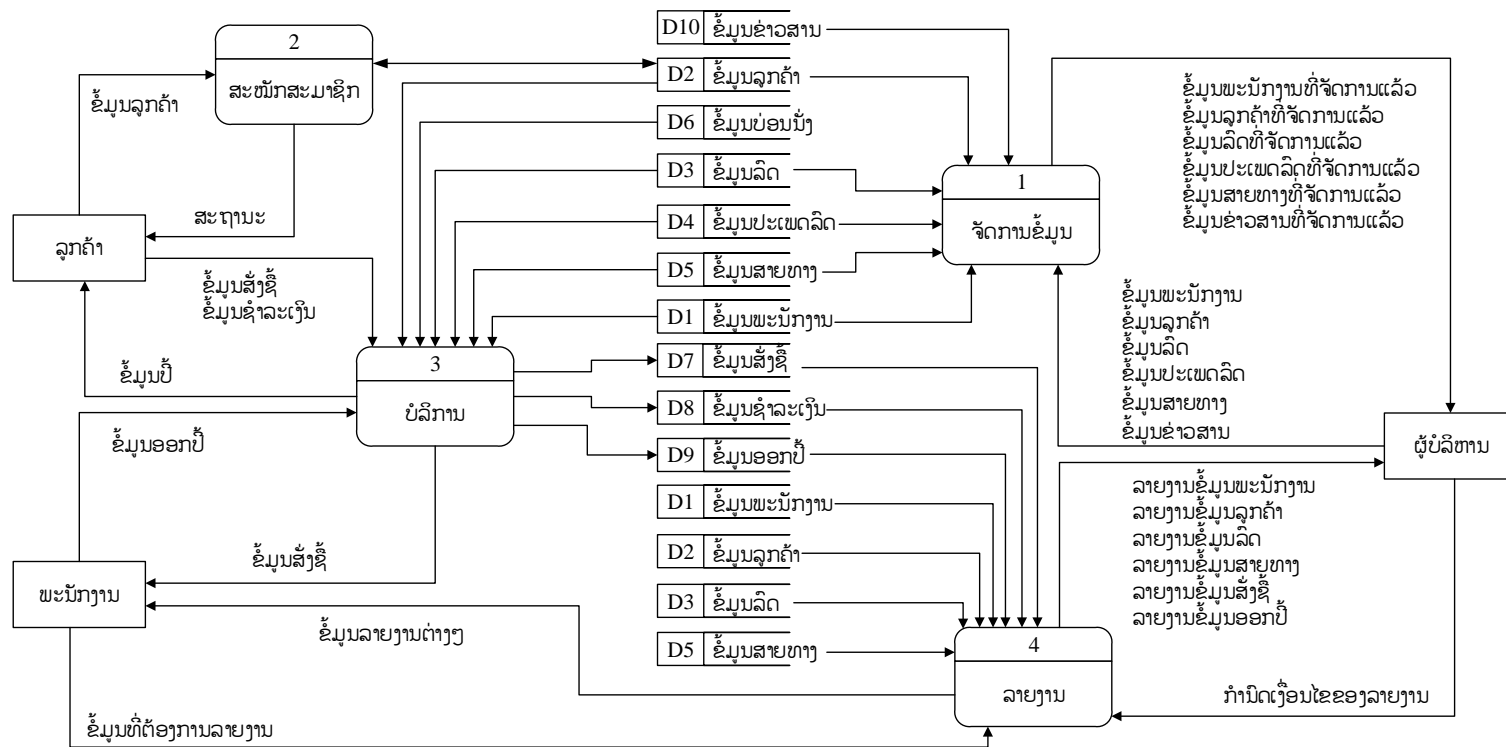 2
ສະໝັກສະມາຊິກ
ຂໍ້ມູນລູກຄ້າ
ສະຖານະ
ລູກຄ້າ
ຂໍ້ມູນສັ່ງຊື້
ຂໍ້ມູນຊຳລະເງິນ
ຂໍ້ມູນປີ້
3
ບໍລິການ
ຂໍ້ມູນອອກປີ້
ຂໍ້ມູນສັ່ງຊື້
ພະນັກງານ
ຂໍ້ມູນລາຍງານຕ່າງໆ
ຂໍ້ມູນທີ່ຕ້ອງການລາຍງານ
D10 ຂໍ້ມູນຂ່າວສານ
D2 ຂໍ້ມູນລູກຄ້າ
D6 ຂໍ້ມູນບ່ອນນັ່ງ
D3 ຂໍ້ມູນລົດ
D4 ຂໍ້ມູນປະເພດລົດ
D5 ຂໍ້ມູນສາຍທາງ
D1 ຂໍ້ມູນພະນັກງານ
D7 ຂໍ້ມູນສັ່ງຊື້
D8 ຂໍ້ມູນຊຳລະເງິນ
D9 ຂໍ້ມູນອອກປີ້
D1 ຂໍ້ມູນພະນັກງານ
D2 ຂໍ້ມູນລູກຄ້າ
D3 ຂໍ້ມູນລົດ
D5 ຂໍ້ມູນສາຍທາງ
1
ຈັດການຂໍ້ມູນ
ຂໍ້ມູນພະນັກງານທີ່ຈັດການແລ້ວ
ຂໍ້ມູນລູກຄ້າທີ່ຈັດການແລ້ວ
ຂໍ້ມູນລົດທີ່ຈັດການແລ້ວ
ຂໍ້ມູນປະເພດລົດທີ່ຈັດການແລ້ວ
ຂໍ້ມູນສາຍທາງທີ່ຈັດການແລ້ວ
ຂໍ້ມູນຂ່າວສານທີ່ຈັດການແລ້ວ
ຂໍ້ມູນພະນັກງານ
ຂໍ້ມູນລູກຄ້າ
ຂໍ້ມູນລົດ
ຂໍ້ມູນປະເພດລົດ
ຂໍ້ມູນສາຍທາງ
ຂໍ້ມູນຂ່າວສານ
ຜູ້ບໍລິຫານ
ລາຍງານຂໍ້ມູນພະນັກງານ
ລາຍງານຂໍ້ມູນລູກຄ້າ
ລາຍງານຂໍ້ມູນລົດ
ລາຍງານຂໍ້ມູນສາຍທາງ
ລາຍງານຂໍ້ມູນສັ່ງຊື້
ລາຍງານຂໍ້ມູນອອກປີ້
4
ລາຍງານ
ກຳນົດເງື່ອນໄຂຂອງລາຍງານ